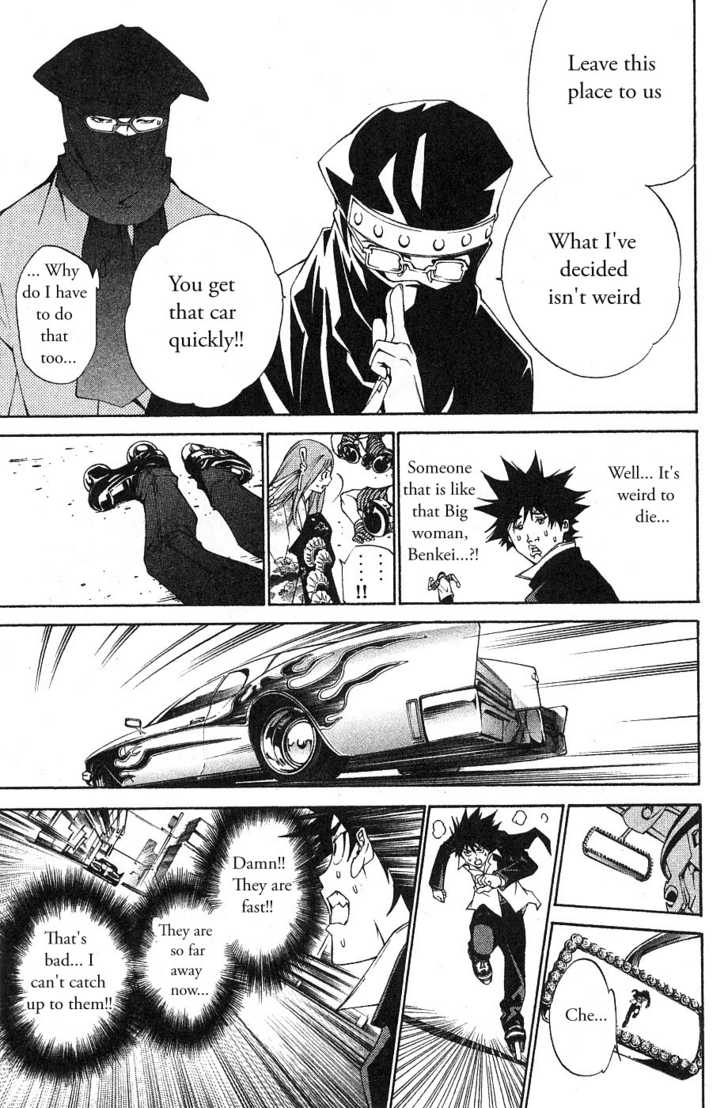 Leave this
place to us
What I've
decided
isn't weird
You get
that car
quickly!!
... Why
do I have
to do
that
too...
Well... It's
weird to
die...
Someone
that is like
that Big
woman,
Benkei...?!
......
!!
Che...
Damn!!
They are
fast!!
They are
so far
away
now...
That's
bad... I
can't catch
up to them!!